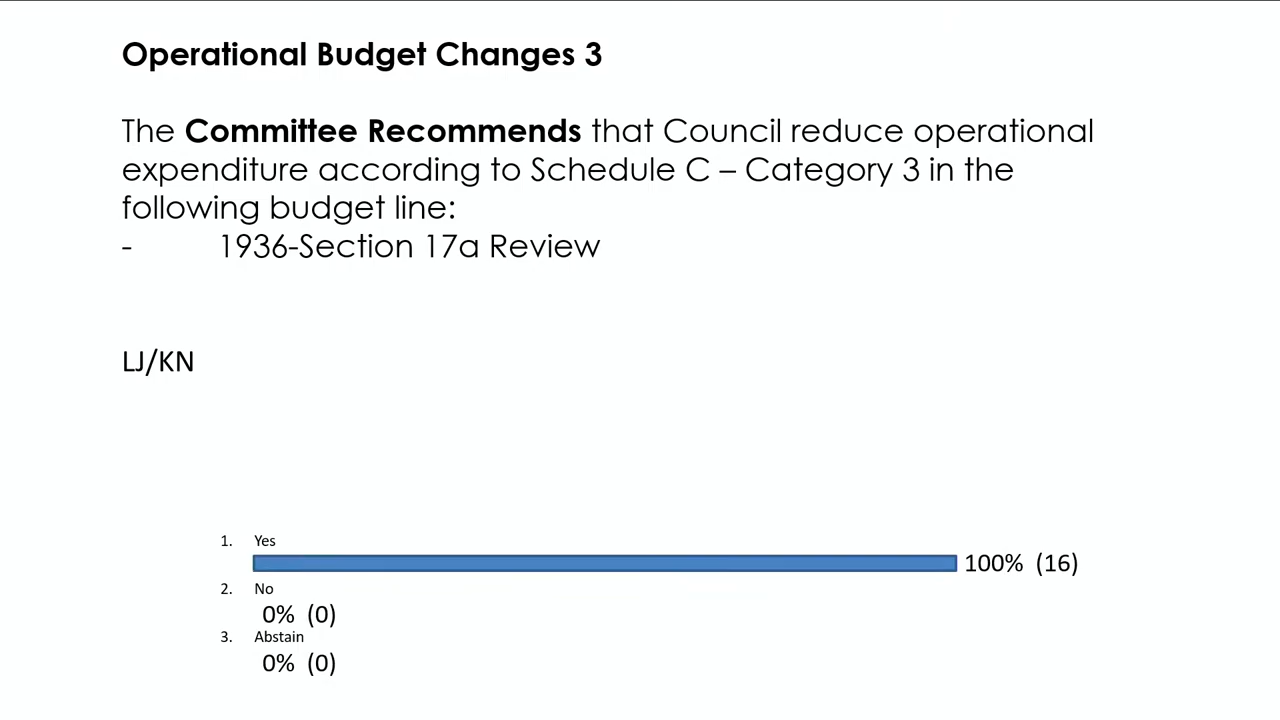 Operational Budget Changes 3
The Committee Recommends that Council reduce operational
expenditure according to Schedule C – Category 3 in the
following budget line:
- 1936-Section 17a Review
LJ/KN
1. Yes
100% (16)
2. No
0% (0)
3. Abstain
0% (0)